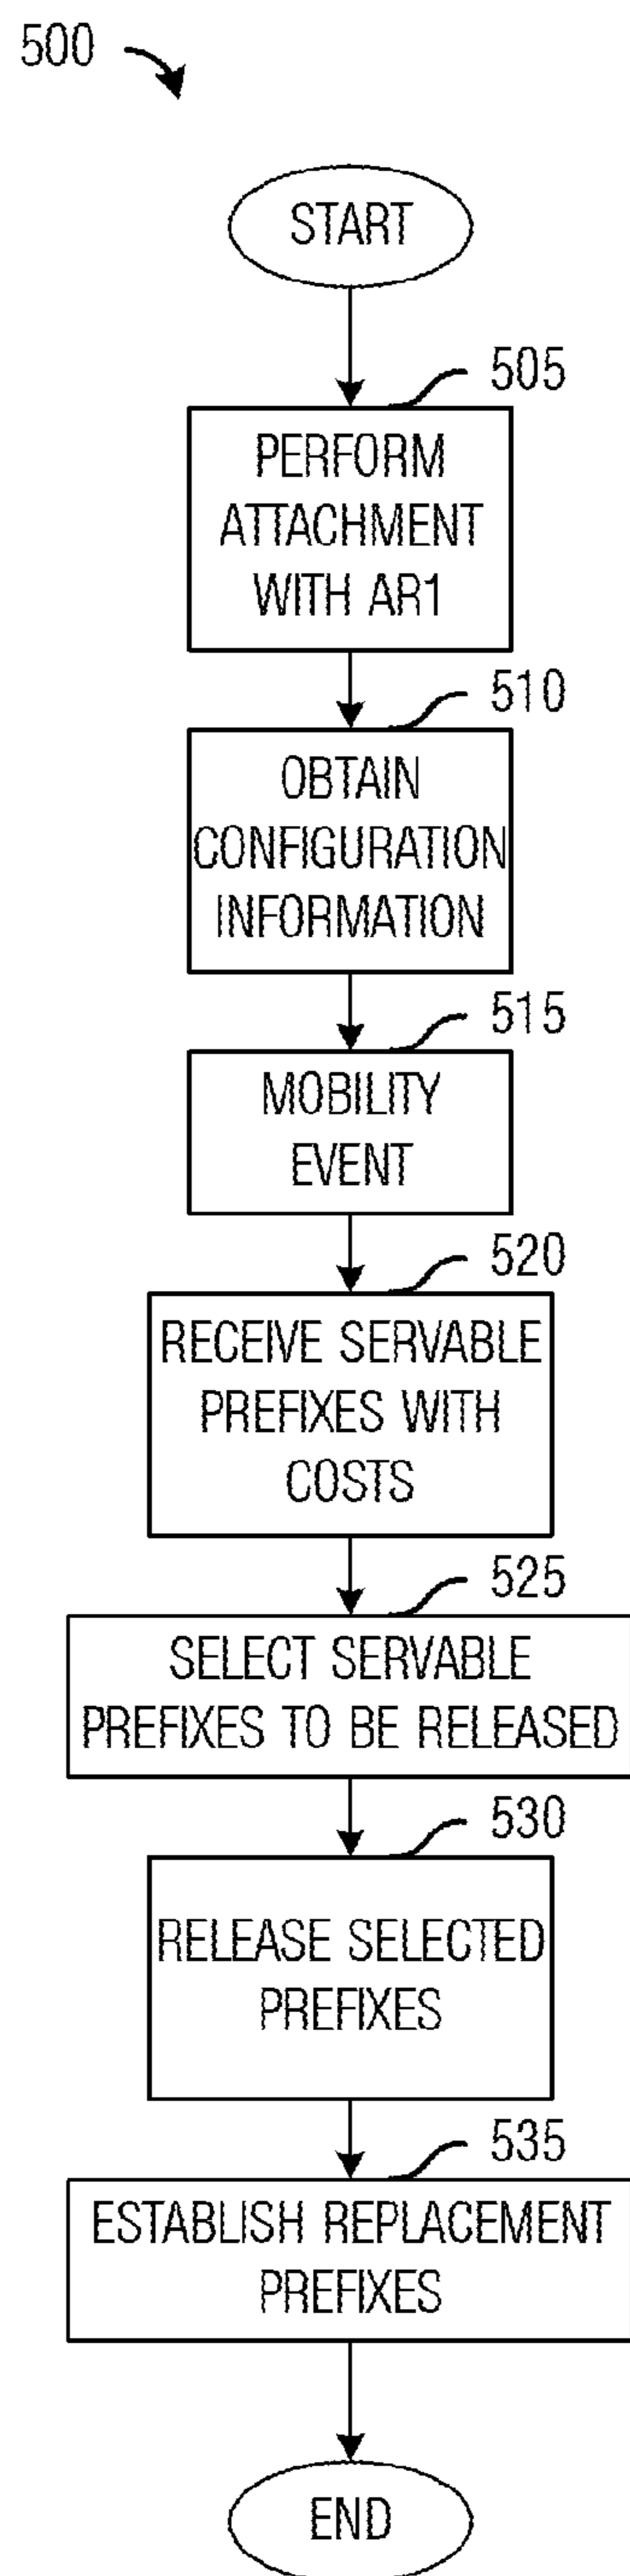 500
START
505
PERFORM
ATTACHMENT
WITH AR1
510
OBTAIN
CONFIGURATION
INFORMATION
515
MOBILITY
EVENT
520
RECEIVE SERVABLE
PREFIXES WITH
COSTS
525
SELECT SERVABLE
PREFIXES TO BE RELEASED
530
RELEASE SELECTED
PREFIXES
535
ESTABLISH REPLACEMENT
PREFIXES
END